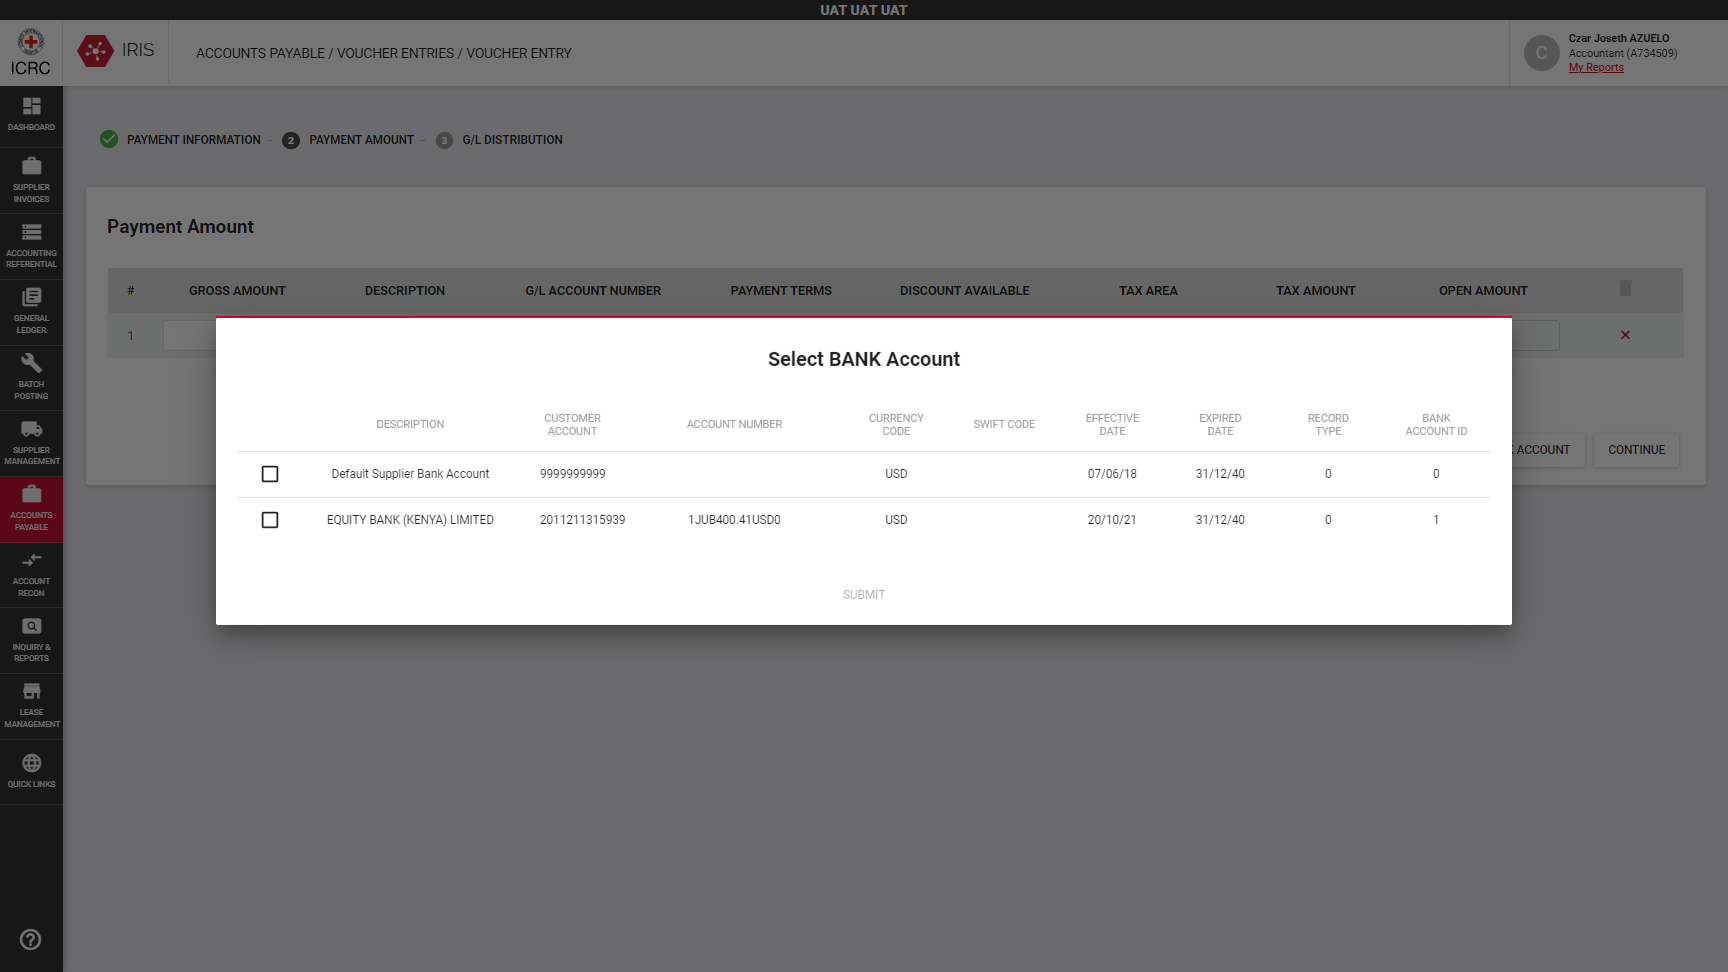 UAT UAT UAT
ICRC
IRIS
ACCOUNTS PAYABLE / VOUCHER ENTRIES / VOUCHER ENTRY
C
Czar Joseth AZUELO
Accountant (A734509)
My Reports
DASHBOARD
SUPPLIER
INVOICES
ACCOUNTING
REFERENTIAL
GENERAL
LEDGER
BATCH
POSTING
SUPPLIER
MANAGEMENT
ACCOUNTS
PAYABLE
ACCOUNT
RECON
INQUIRY &
REPORTS
LEASE
MANAGEMENT
QUICK LINKS
PAYMENT INFORMATION
2 PAYMENT AMOUNT
3 G/L DISTRIBUTION
Payment Amount
# GROSS AMOUNT DESCRIPTION G/L ACCOUNT NUMBER PAYMENT TERMS DISCOUNT AVAILABLE TAX AREA TAX AMOUNT OPEN AMOUNT
1
ACCOUNT
CONTINUE
Select BANK Account
DESCRIPTION
CUSTOMER
ACCOUNT
ACCOUNT NUMBER
CURRENCY
CODE
SWIFT CODE
EFFECTIVE
DATE
EXPIRED
DATE
RECORD
TYPE
BANK
ACCOUNT ID
Default Supplier Bank Account 9999999999 USD 07/06/18 31/12/40 0 0
EQUITY BANK (KENYA) LIMITED 2011211315939 1JUB400.41USD0 USD 20/10/21 31/12/40 0 1
SUBMIT